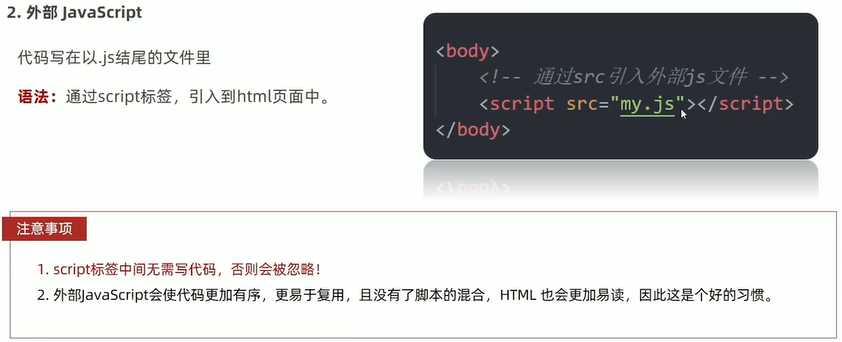 2. 外部 JavaScript
代码写在以.js结尾的文件里
语法：通过script标签，引入到html页面中。
<body>
<!-- 通过src引入外部js文件 -->
<script src="my.js"></script>
</body>
注意事项
1. script标签中间无需写代码，否则会被忽略！
2. 外部JavaScript会使代码更加有序，更易于复用，且没有了脚本的混合，HTML 也会更加易读，因此这是个好的习惯。